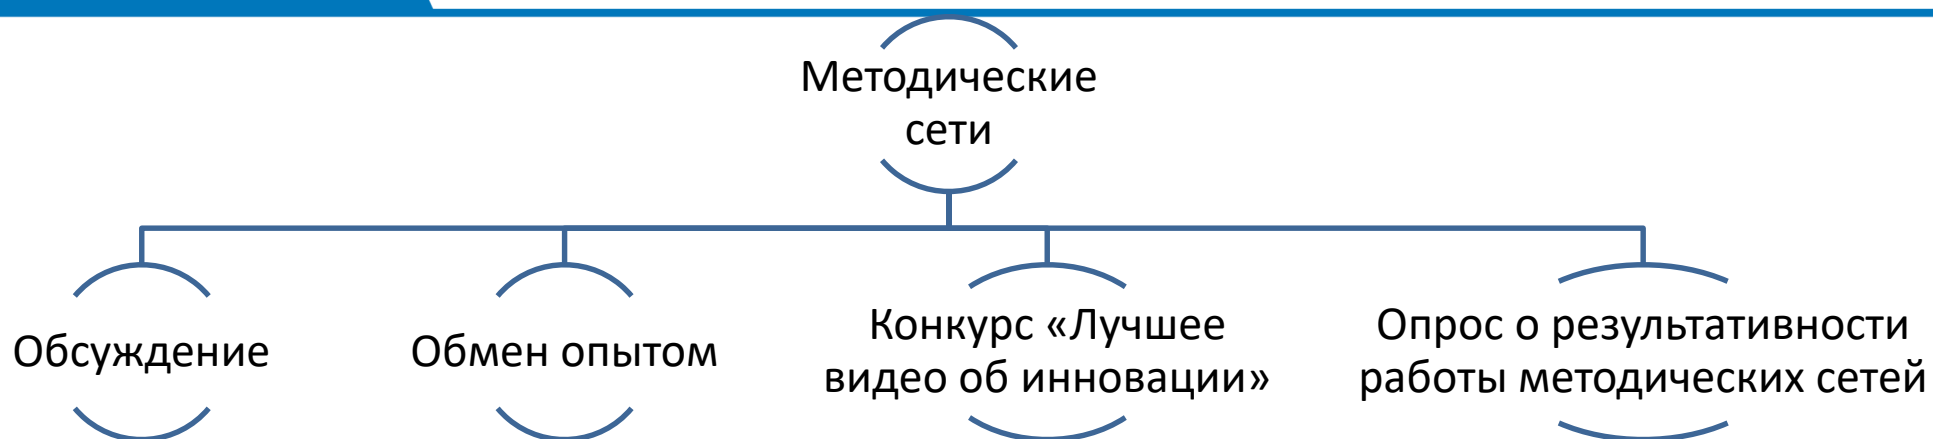 Методические
сети
Обсуждение
Обмен опытом
Конкурс «Лучшее
видео об инновации»
Опрос о результативности
работы методических сетей